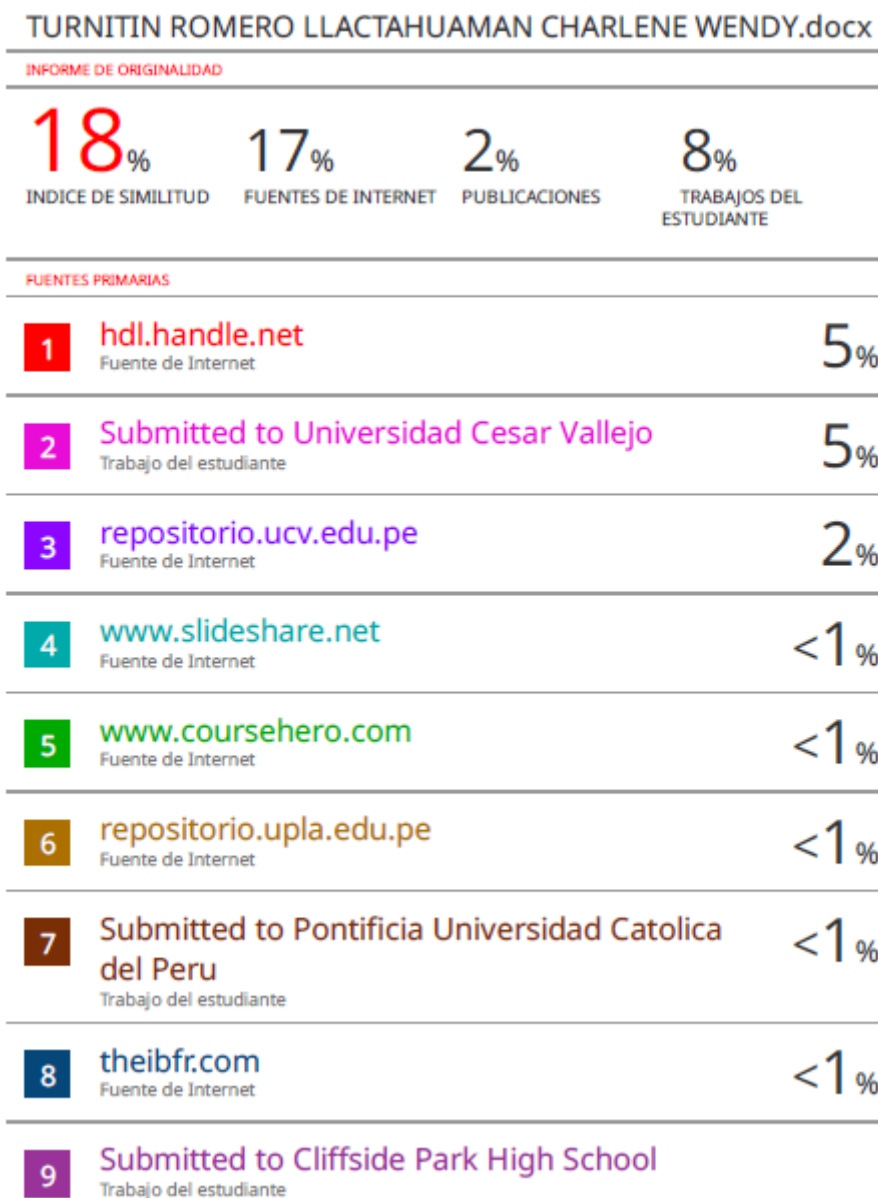 TURNITIN ROMERO LLACTAHUAMAN CHARLENE WENDY.docx
INFORME DE ORIGINALIDAD
18%
17%
2%
8%
INDICE DE SIMILITUD
FUENTES DE INTERNET
PUBLICACIONES
TRABAJOS DEL
ESTUDIANTE
FUENTES PRIMARIAS
1
hdl.handle.net
Fuente de Internet
5%
2
Submitted to Universidad Cesar Vallejo
Trabajo del estudiante
5%
3
repositorio.ucv.edu.pe
Fuente de Internet
2%
4
www.slideshare.net
Fuente de Internet
<1%
5
www.coursehero.com
Fuente de Internet
<1%
6
repositorio.upla.edu.pe
Fuente de Internet
<1%
7
Submitted to Pontificia Universidad Catolica
del Peru
Trabajo del estudiante
<1%
8
theibfr.com
Fuente de Internet
<1%
9
Submitted to Cliffside Park High School
Trabajo del estudiante